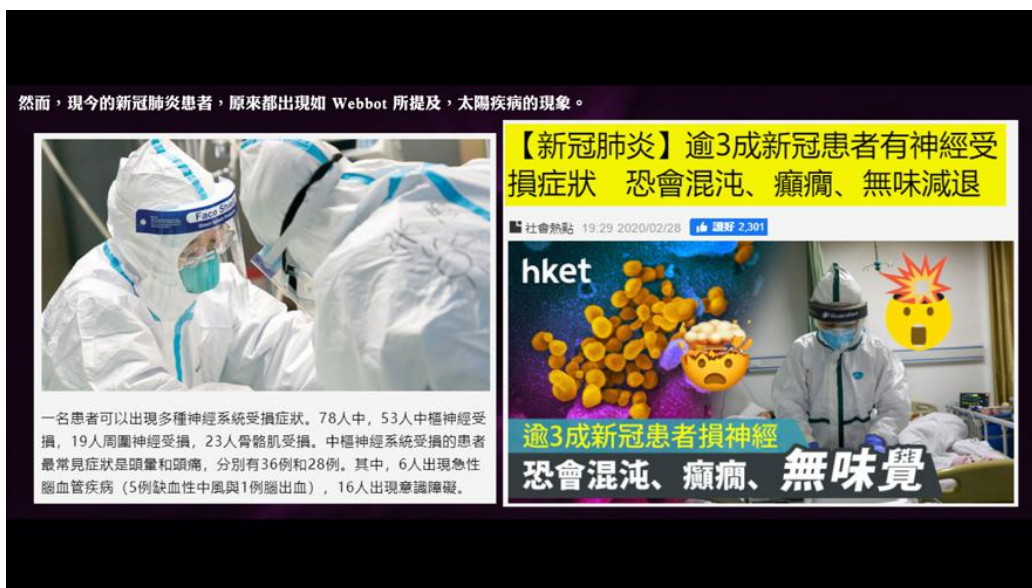 然而，現今的新冠肺炎患者，原來都出現如 Webbot 所提及，太陽疾病的現象。
Face Shield
一名患者可以出現多種神經系統受損症狀。78人中，53人中樞神經受
損，19人周圍神經受損，23人骨骼肌受損。中樞神經系統受損的患者
最常見症狀是頭暈和頭痛，分別有36例和28例。其中，6人出現急性
腦血管疾病（5例缺血性中風與1例腦出血），16人出現意識障礙。
【新冠肺炎】逾3成新冠患者有神經受
損症狀 恐會混沌、癲癇、無味減退
社會熱點 19:29 2020/02/28 讚好 2,301
hket
逾3成新冠患者損神經
恐會混沌、癲癇、無味覺